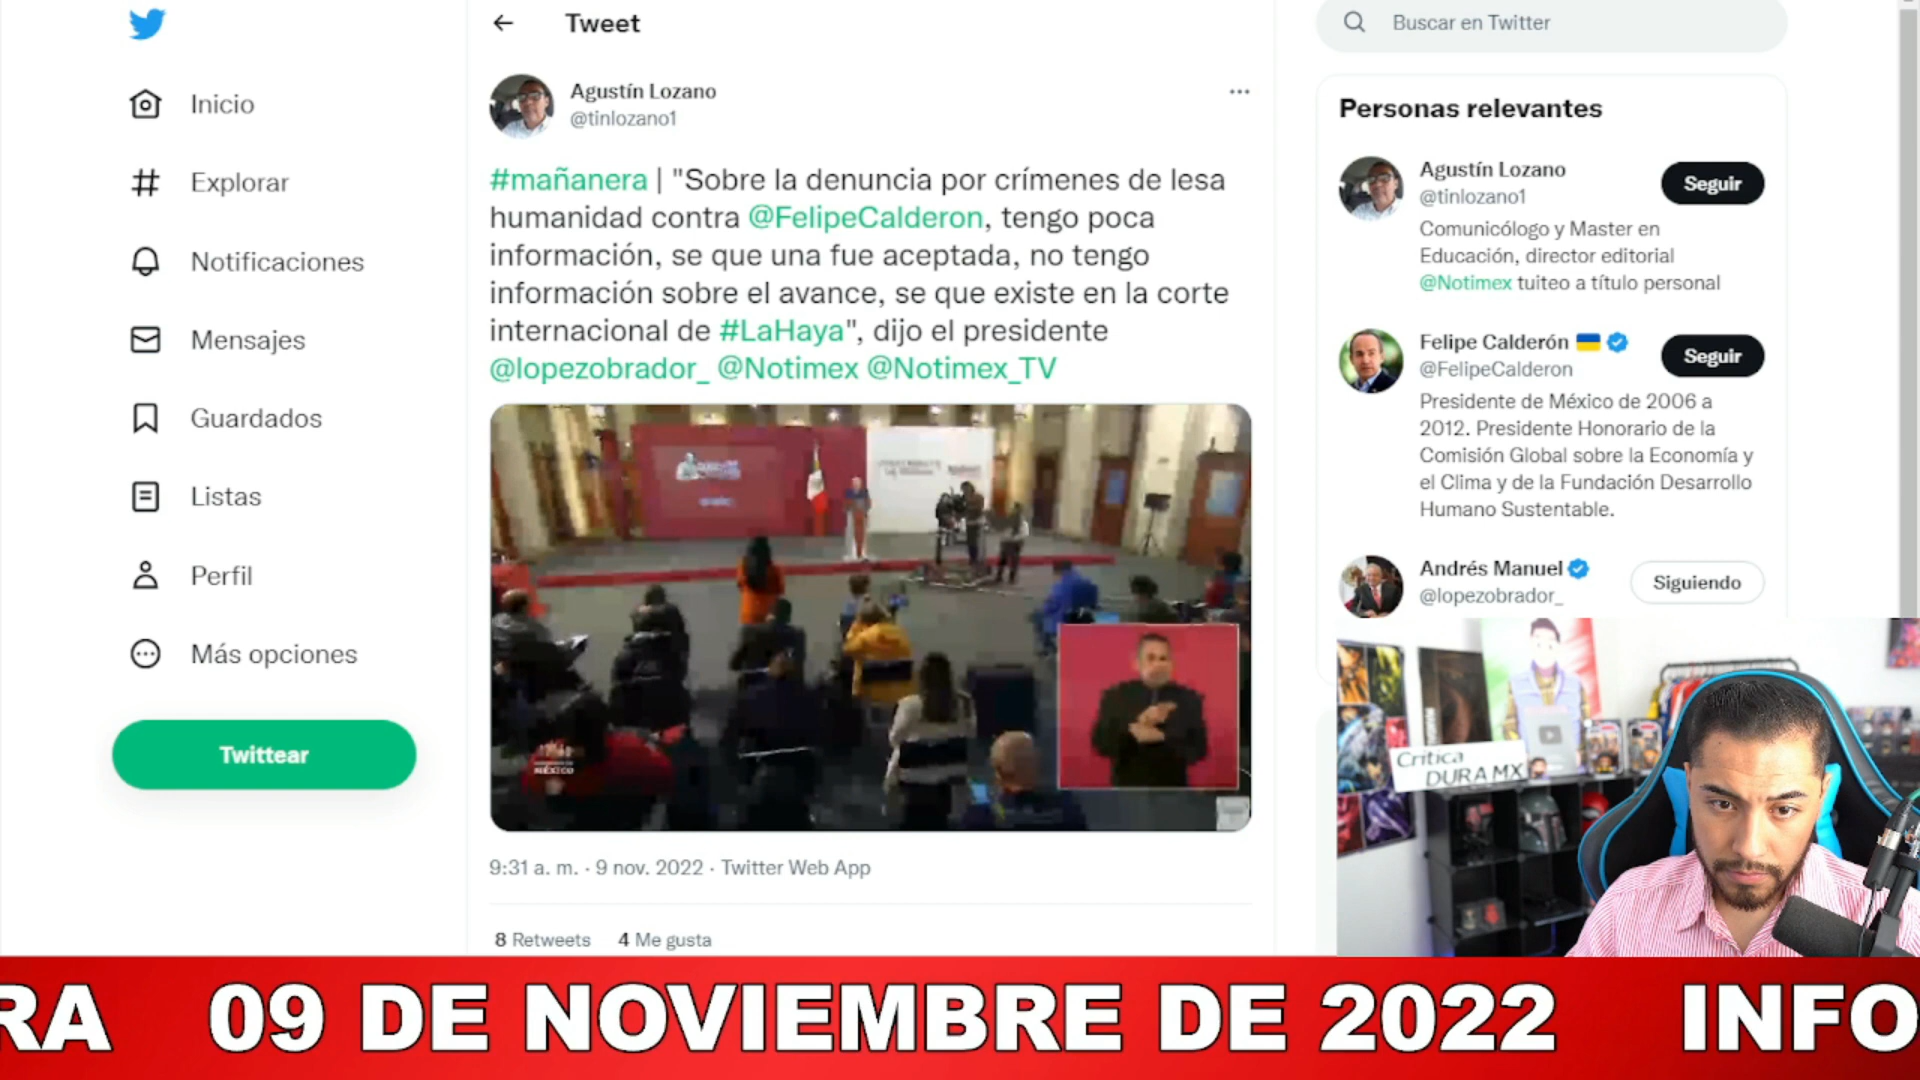 Tweet
Buscar en Twitter
Inicio
Explorar
Notificaciones
Mensajes
Guardados
Listas
Perfil
Más opciones
Twittear
Agustín Lozano
@tinlozano1
#mañanera | "Sobre la denuncia por crímenes de lesa
humanidad contra @FelipeCalderon, tengo poca
información, se que una fue aceptada, no tengo
información sobre el avance, se que existe en la corte
internacional de #LaHaya", dijo el presidente
@lopezobrador_ @Notimex @Notimex_TV
MÉXICO
9:31 a. m. · 9 nov. 2022 · Twitter Web App
8 Retweets 4 Me gusta
Personas relevantes
Agustín Lozano
@tinlozano1
Seguir
Comunicólogo y Master en
Educación, director editorial
@Notimex tuiteo a título personal
Felipe Calderón
@FelipeCalderon
Seguir
Presidente de México de 2006 a
2012. Presidente Honorario de la
Comisión Global sobre la Economía y
el Clima y de la Fundación Desarrollo
Humano Sustentable.
Andrés Manuel
@lopezobrador_
Siguiendo
Crítica
DURA MX
RA 09 DE NOVIEMBRE DE 2022 INFO